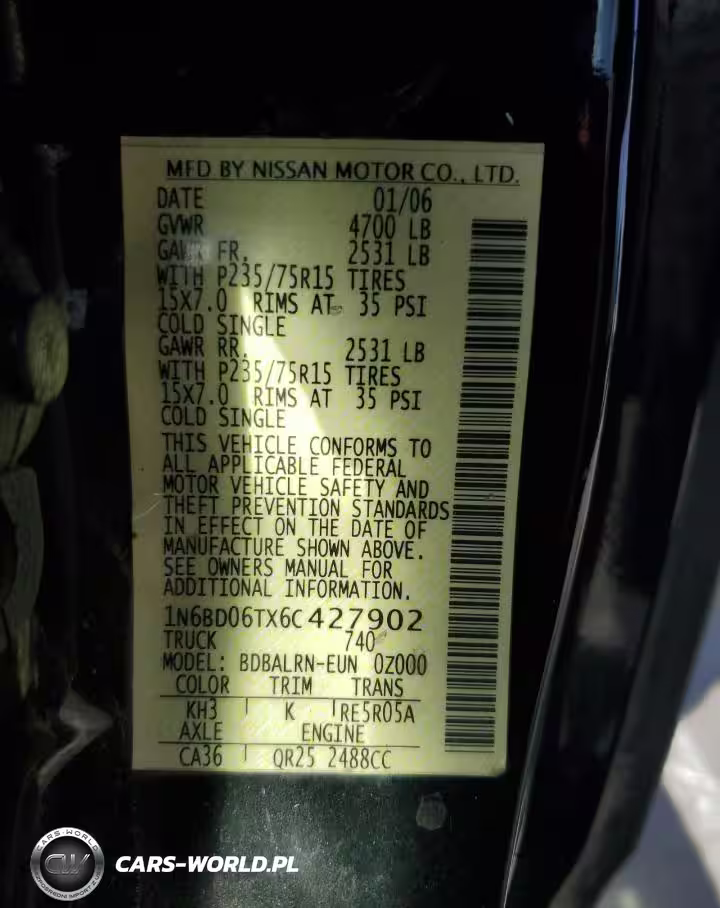 MFD BY NISSAN MOTOR CO., LTD.
DATE 01/06
GVWR 4700 LB
GAWR FR, 2531 LB
WITH P235/75R15 TIRES
15X7.0 RIMS AT 35 PSI
COLD SINGLE
GAWR RR. 2531 LB
WITH P235/75R15 TIRES
15X7.0 RIMS AT 35 PSI
COLD SINGLE
THIS VEHICLE CONFORMS TO
ALL APPLICABLE FEDERAL
MOTOR VEHICLE SAFETY AND
THEFT PREVENTION STANDARDS
IN EFFECT ON THE DATE OF
MANUFACTURE SHOWN ABOVE.
SEE OWNERS MANUAL FOR
ADDITIONAL INFORMATION.
1N6BD06TX6C427902
TRUCK 740
MODEL: BDBALRN-EUN 0Z000
COLOR TRIM TRANS
KH3 K RE5R05A
AXLE ENGINE
CA36 QR25 2488CC
CARS-WORLD
CW
CARS-WORLD.PL